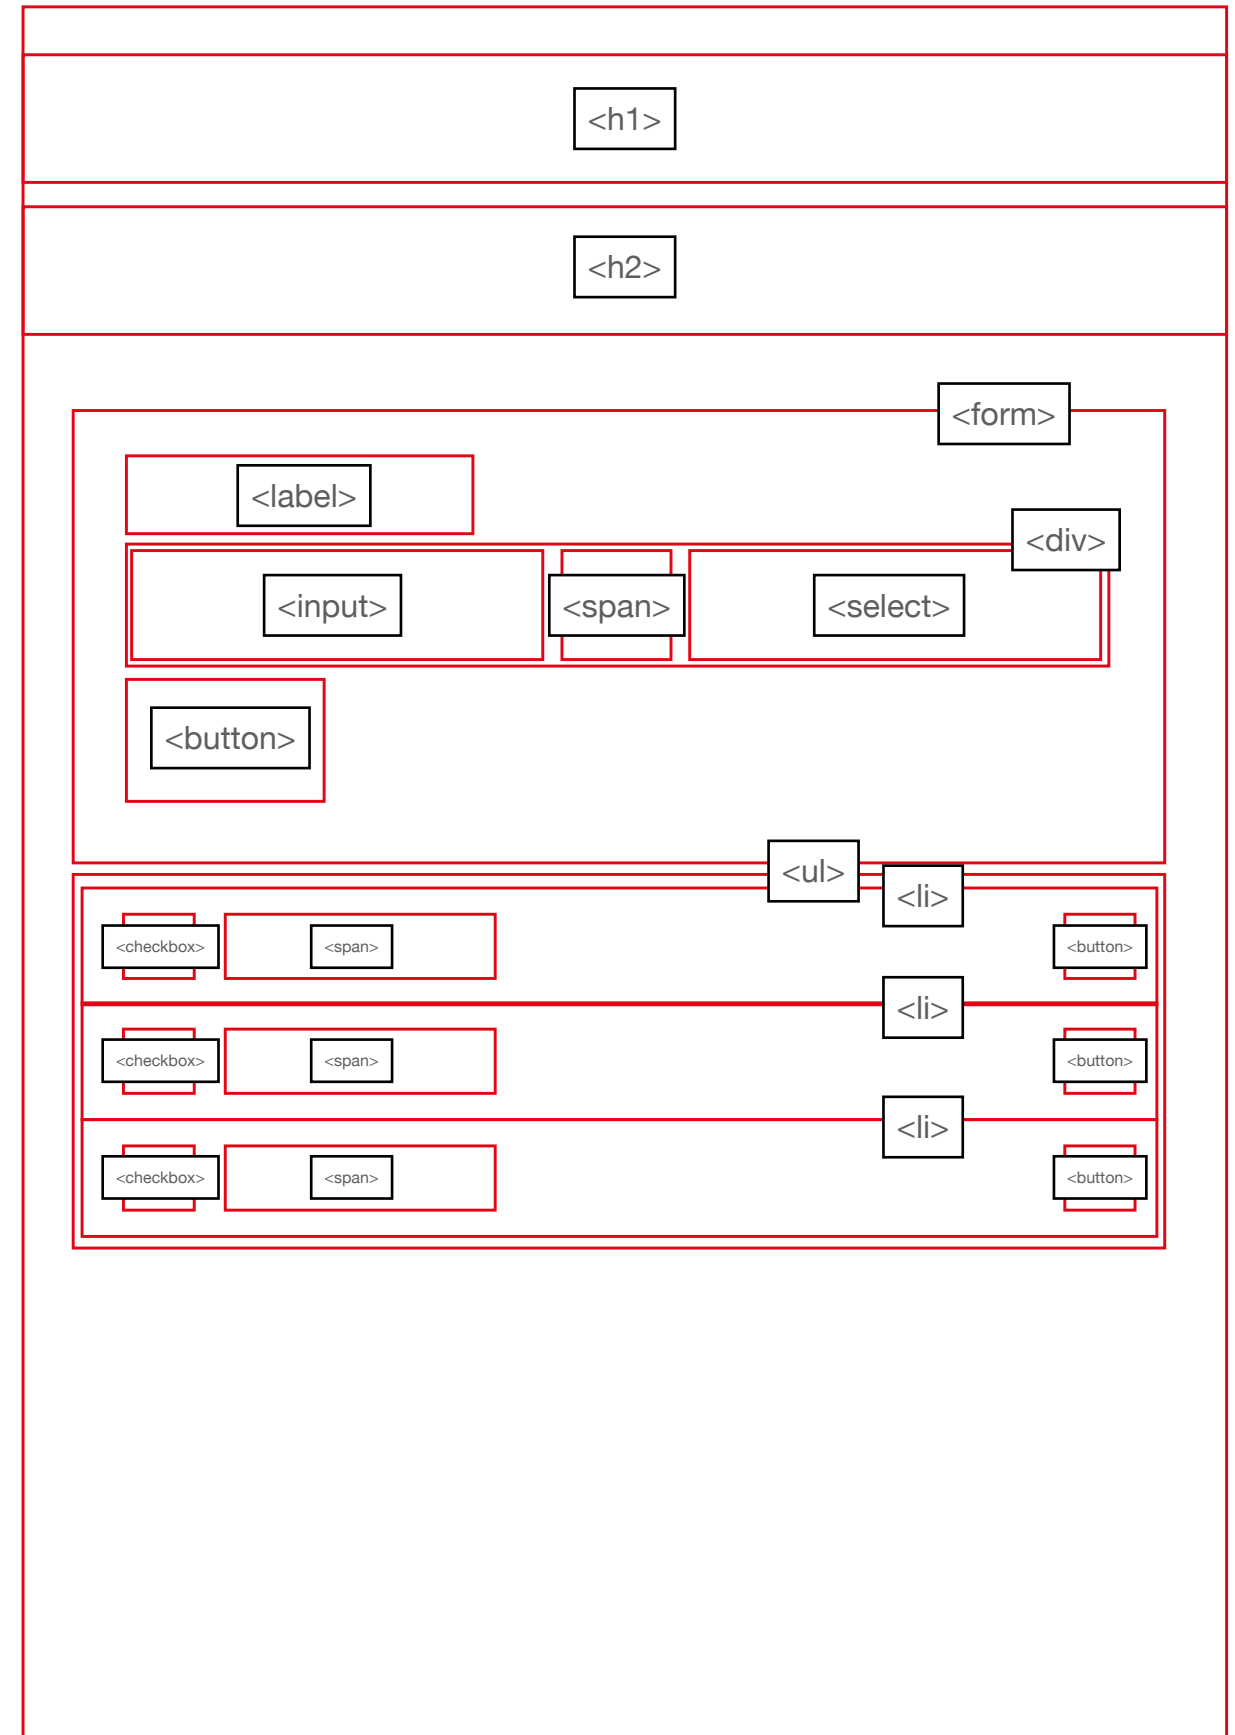 <h1>
<h2>
<form>
<label>
<div>
<input> <span> <select>
<button>
<ul>
<li>
<checkbox> <span> <button>
<li>
<checkbox> <span> <button>
<li>
<checkbox> <span> <button>